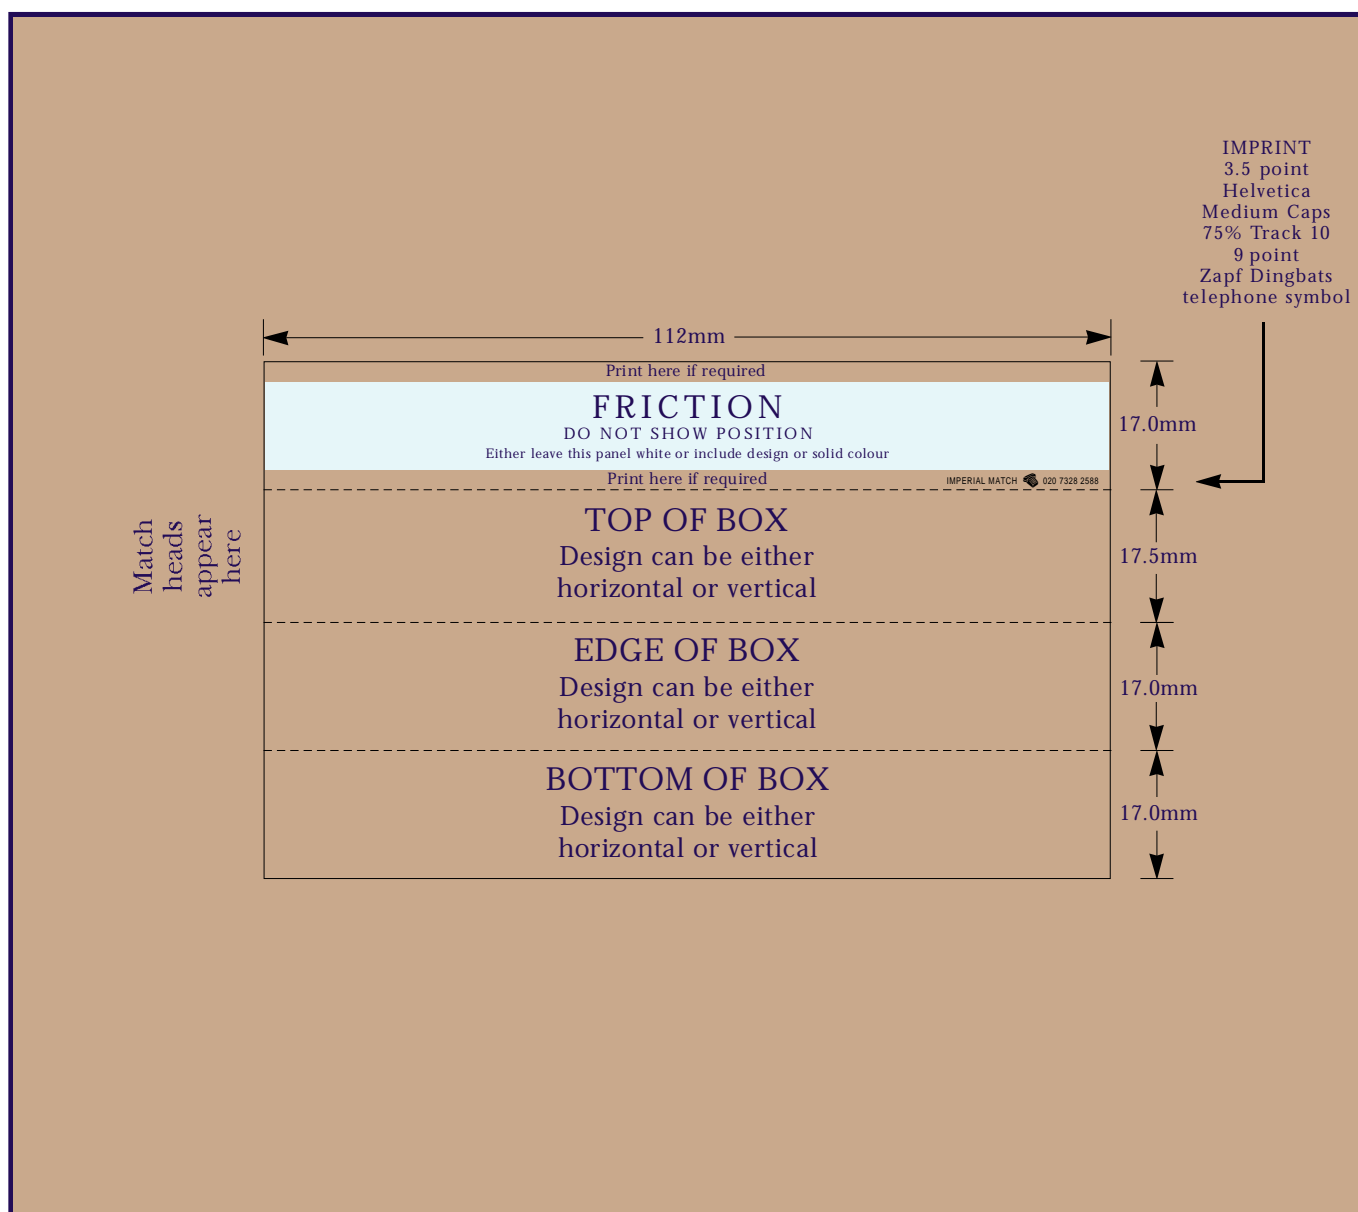 IMPRINT
3.5 point
Helvetica
Medium Caps
75% Track 10
9 point
Zapf Dingbats
telephone symbol
112mm
Print here if required
FRICTION
DO NOT SHOW POSITION
Either leave this panel white or include design or solid colour
17.0mm
Print here if required
IMPERIAL MATCH 020 7328 2588
Match
heads
appear
here
TOP OF BOX
Design can be either
horizontal or vertical
17.5mm
EDGE OF BOX
Design can be either
horizontal or vertical
17.0mm
BOTTOM OF BOX
Design can be either
horizontal or vertical
17.0mm